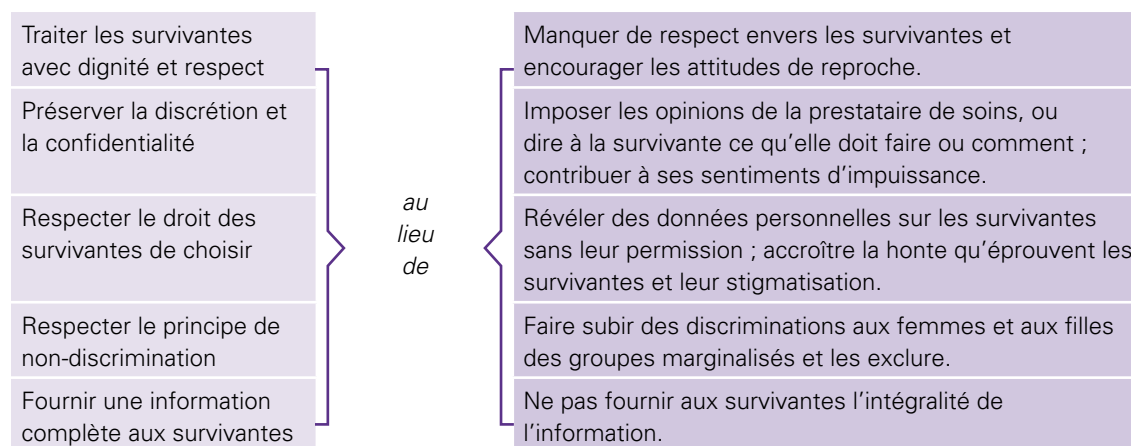 Traiter les survivantes
avec dignité et respect
Préserver la discrétion et
la confidentialité
Respecter le droit des
survivantes de choisir
Respecter le principe de
non-discrimination
Fournir une information
complète aux survivantes
au
lieu
de
Manquer de respect envers les survivantes et
encourager les attitudes de reproche.
Imposer les opinions de la prestataire de soins, ou
dire à la survivante ce qu'elle doit faire ou comment ;
contribuer à ses sentiments d'impuissance.
Révéler des données personnelles sur les survivantes
sans leur permission ; accroître la honte qu'éprouvent les
survivantes et leur stigmatisation.
Faire subir des discriminations aux femmes et aux filles
des groupes marginalisés et les exclure.
Ne pas fournir aux survivantes l'intégralité de
l'information.